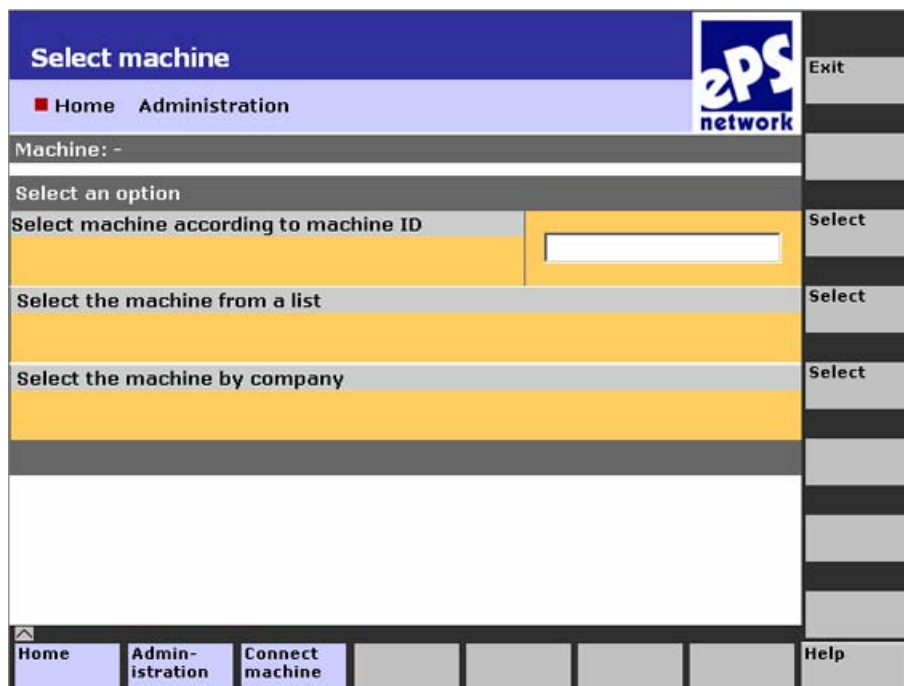 Select machine
Home Administration
ePS
network
Exit
Machine: -
Select an option
Select machine according to machine ID
Select
Select the machine from a list
Select
Select the machine by company
Select
Home
Admin-
istration
Connect
machine
Help